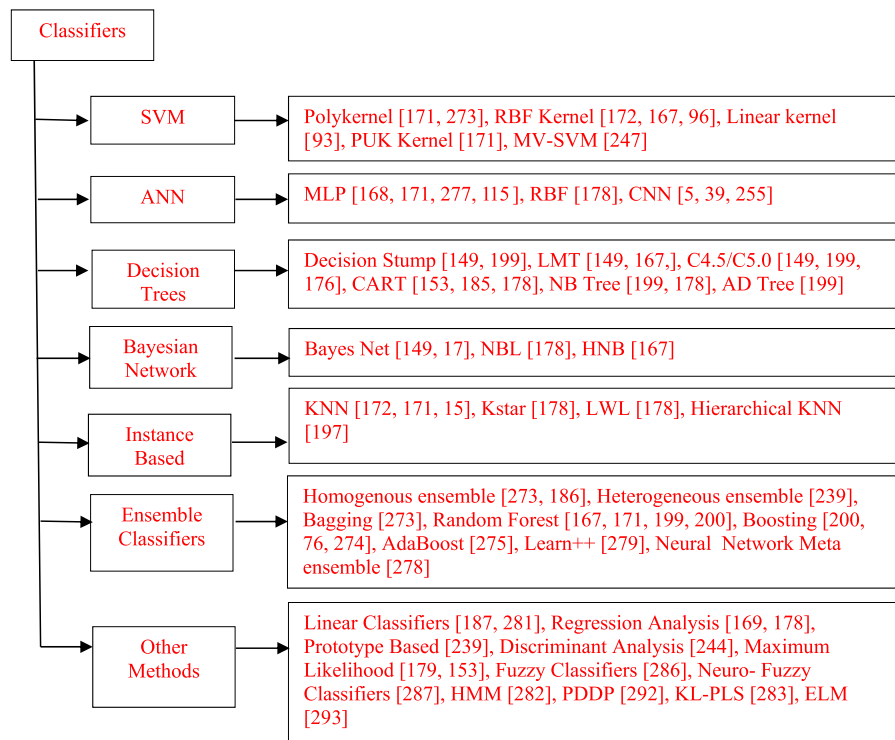 Classifiers
SVM
Polykernel [171, 273], RBF Kernel [172, 167, 96], Linear kernel
[93], PUK Kernel [171], MV-SVM [247]
ANN
MLP [168, 171, 277, 115], RBF [178], CNN [5, 39, 255]
Decision
Trees
Decision Stump [149, 199], LMT [149, 167,], C4.5/C5.0 [149, 199,
176], CART [153, 185, 178], NB Tree [199, 178], AD Tree [199]
Bayesian
Network
Bayes Net [149, 17], NBL [178], HNB [167]
Instance
Based
KNN [172, 171, 15], Kstar [178], LWL [178], Hierarchical KNN
[197]
Ensemble
Classifiers
Homogenous ensemble [273, 186], Heterogeneous ensemble [239],
Bagging [273], Random Forest [167, 171, 199, 200], Boosting [200,
76, 274], AdaBoost [275], Learn++ [279], Neural Network Meta
ensemble [278]
Other
Methods
Linear Classifiers [187, 281], Regression Analysis [169, 178],
Prototype Based [239], Discriminant Analysis [244], Maximum
Likelihood [179, 153], Fuzzy Classifiers [286], Neuro- Fuzzy
Classifiers [287], HMM [282], PDDP [292], KL-PLS [283], ELM
[293]